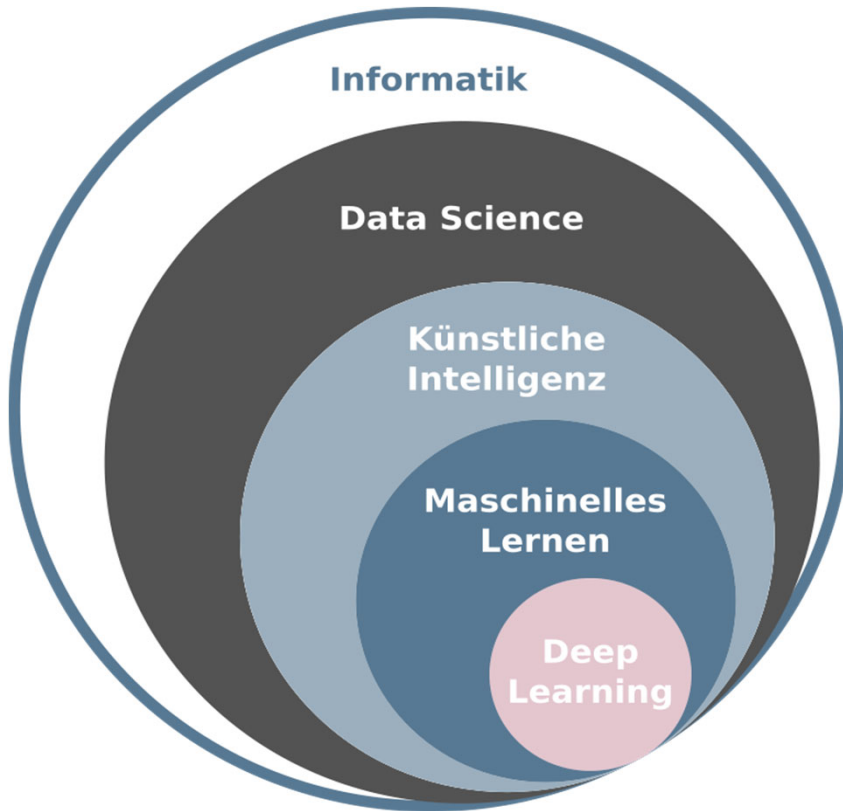 Informatik
Data Science
Künstliche
Intelligenz
Maschinelles
Lernen
Deep
Learning